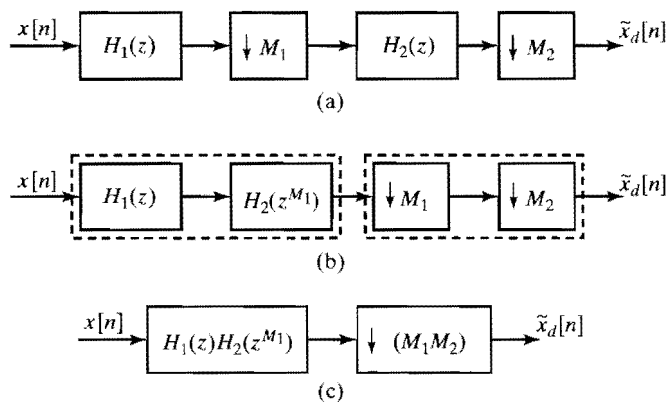 x[n] H₁(z) ↓ M₁ H₂(z) ↓ M₂ x̃_d[n]
(a)
x[n] H₁(z) H₂(z^{M₁}) ↓ M₁ ↓ M₂ x̃_d[n]
(b)
x[n] H₁(z)H₂(z^{M₁}) ↓ (M₁M₂) x̃_d[n]
(c)